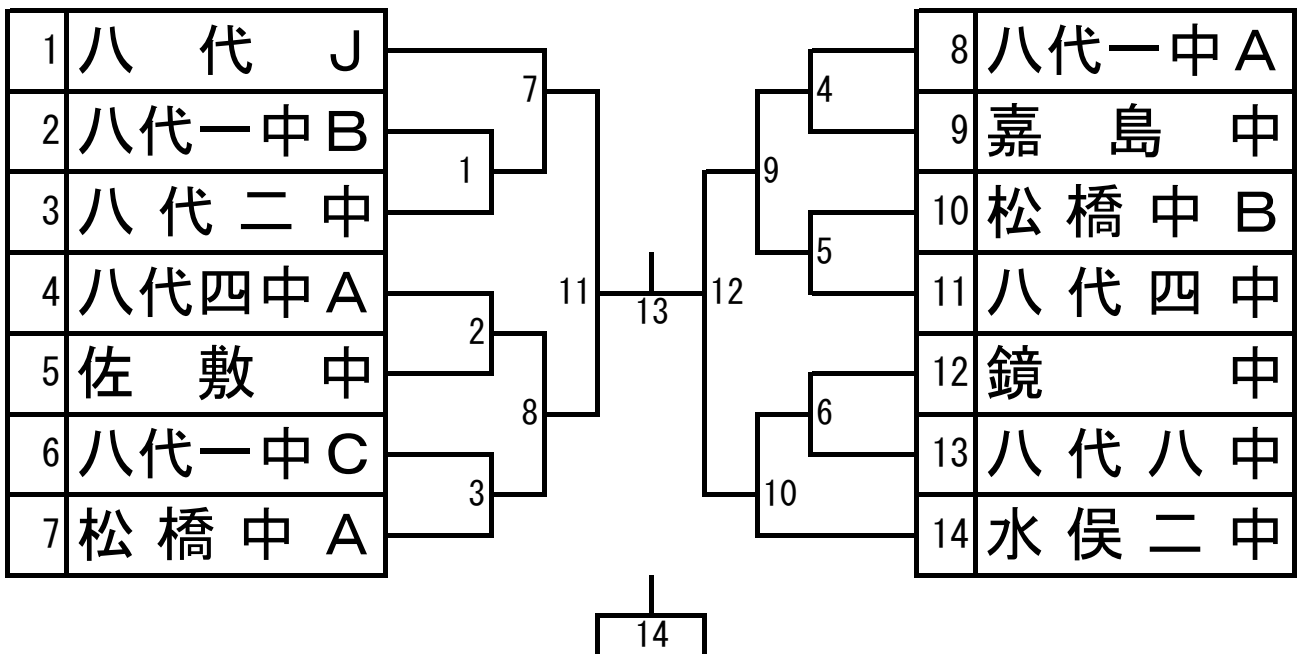 1 八代J
2 八代一中B
3 八代二中
4 八代四中A
5 佐敷中
6 八代一中C
7 松橋中A
7
1
2
8
3
11
13
12
4
9
5
6
10
8 八代一中A
9 嘉島中
10 松橋中B
11 八代四中
12 鏡中
13 八代八中
14 水俣二中
14